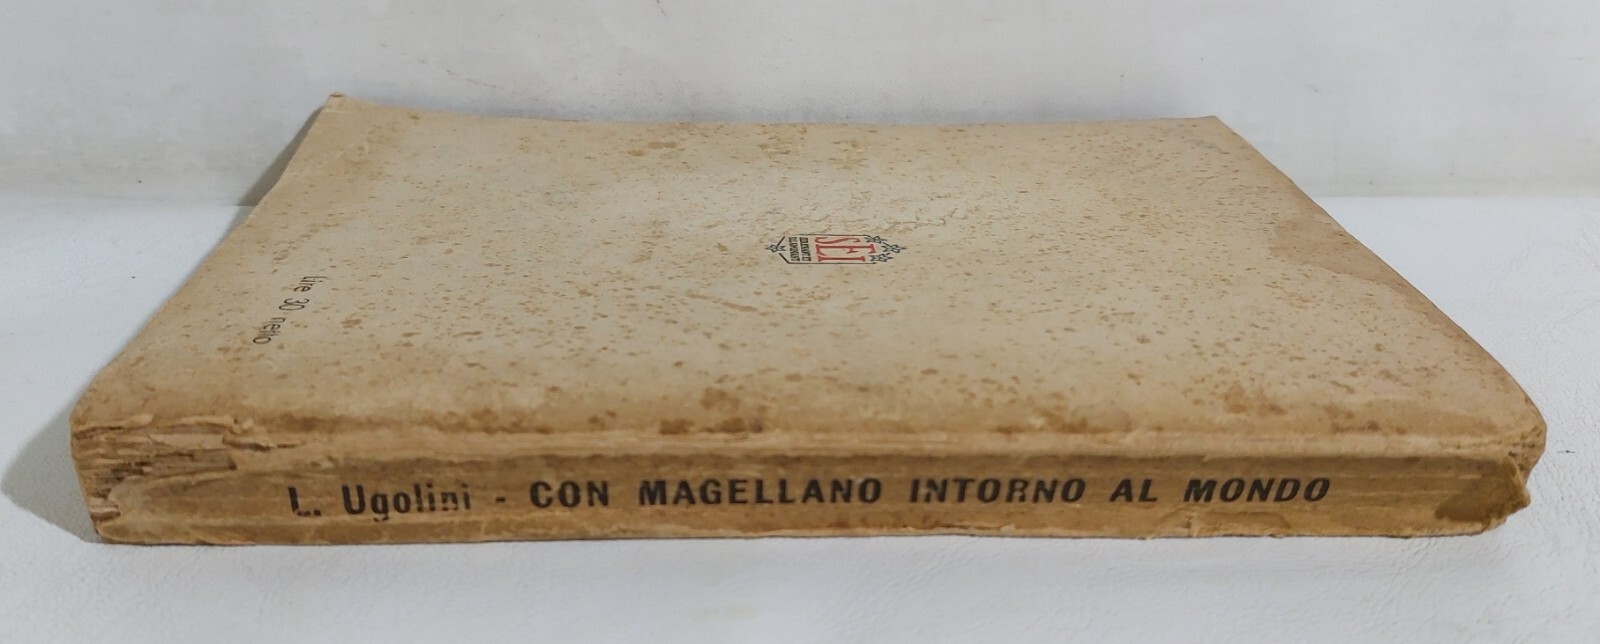 SEI
Lire 30 netto
L. Ugolini - CON MAGELLANO INTORNO AL MONDO